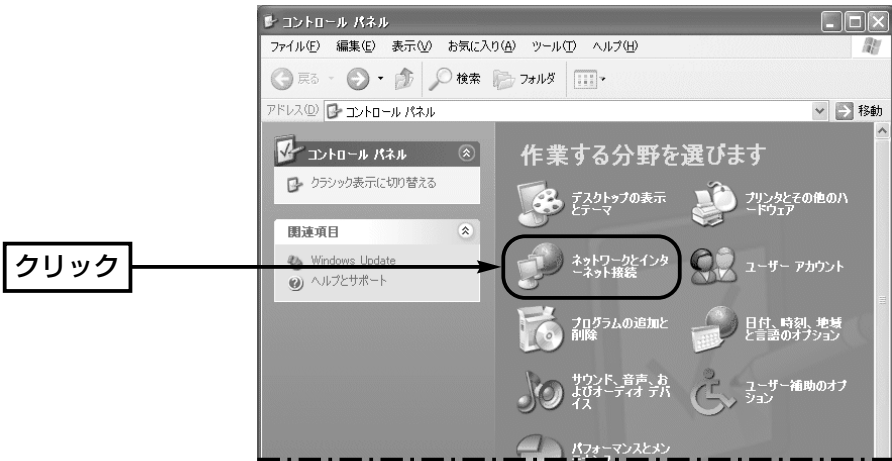 コントロール パネル
ファイル(F) 編集(E) 表示(V) お気に入り(A) ツール(T) ヘルプ(H)
戻る 検索 フォルダ
アドレス(D) コントロール パネル 移動
コントロール パネル
クラシック表示に切り替える
関連項目
Windows Update
ヘルプとサポート
クリック
作業する分野を選びます
デスクトップの表示
とテーマ
プリンタとその他のハ
ードウェア
ネットワークとインタ
ーネット接続
ユーザー アカウント
プログラムの追加と
削除
日付、時刻、地域
と言語のオプション
サウンド、音声、お
よびオーディオ デバ
イス
ユーザー補助のオプ
ション
パフォーマンスとメン